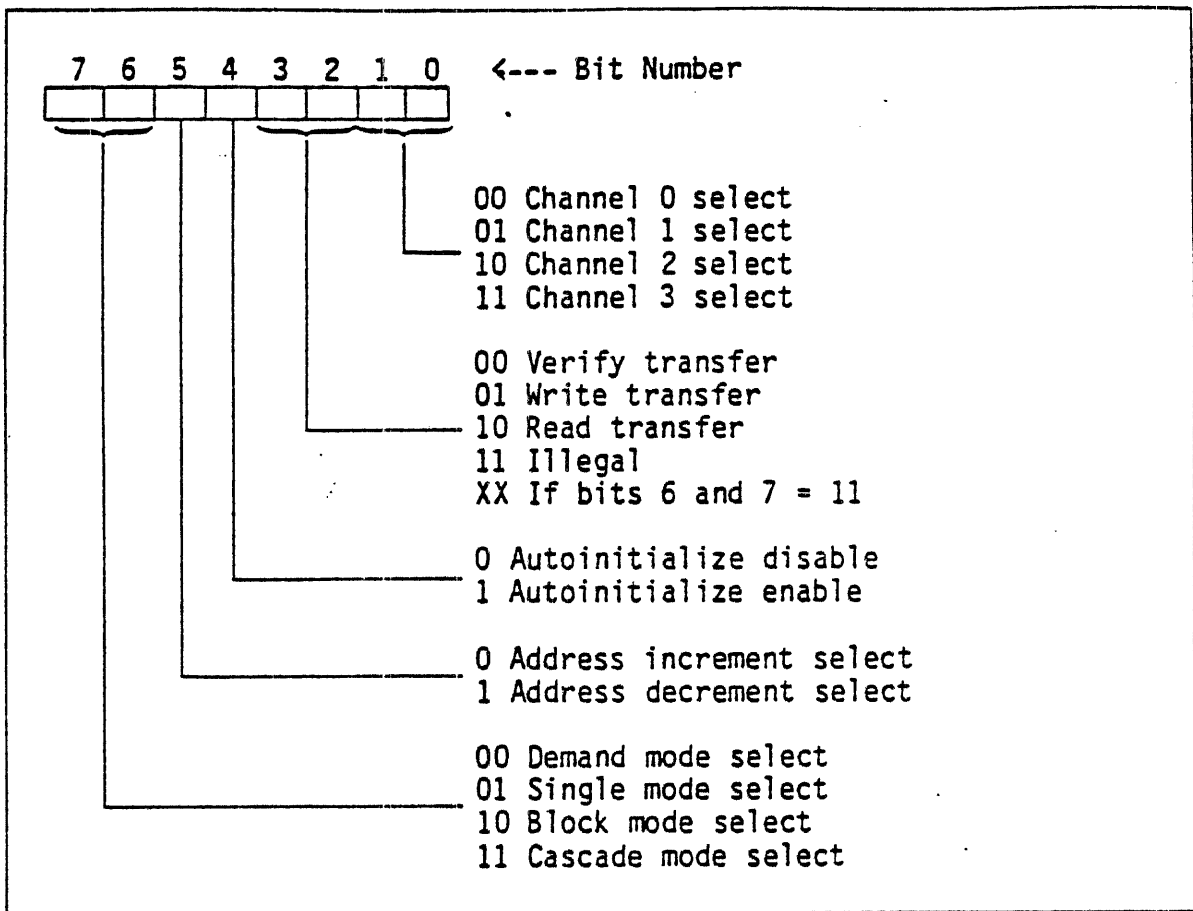 7 6 5 4 3 2 1 0 <--- Bit Number
00 Channel 0 select
01 Channel 1 select
10 Channel 2 select
11 Channel 3 select
00 Verify transfer
01 Write transfer
10 Read transfer
11 Illegal
XX If bits 6 and 7 = 11
0 Autoinitialize disable
1 Autoinitialize enable
0 Address increment select
1 Address decrement select
00 Demand mode select
01 Single mode select
10 Block mode select
11 Cascade mode select